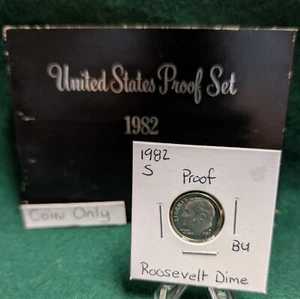 United States Proof Set
1982
Coin Only
1982
S
Proof
BU
Roosevelt Dime